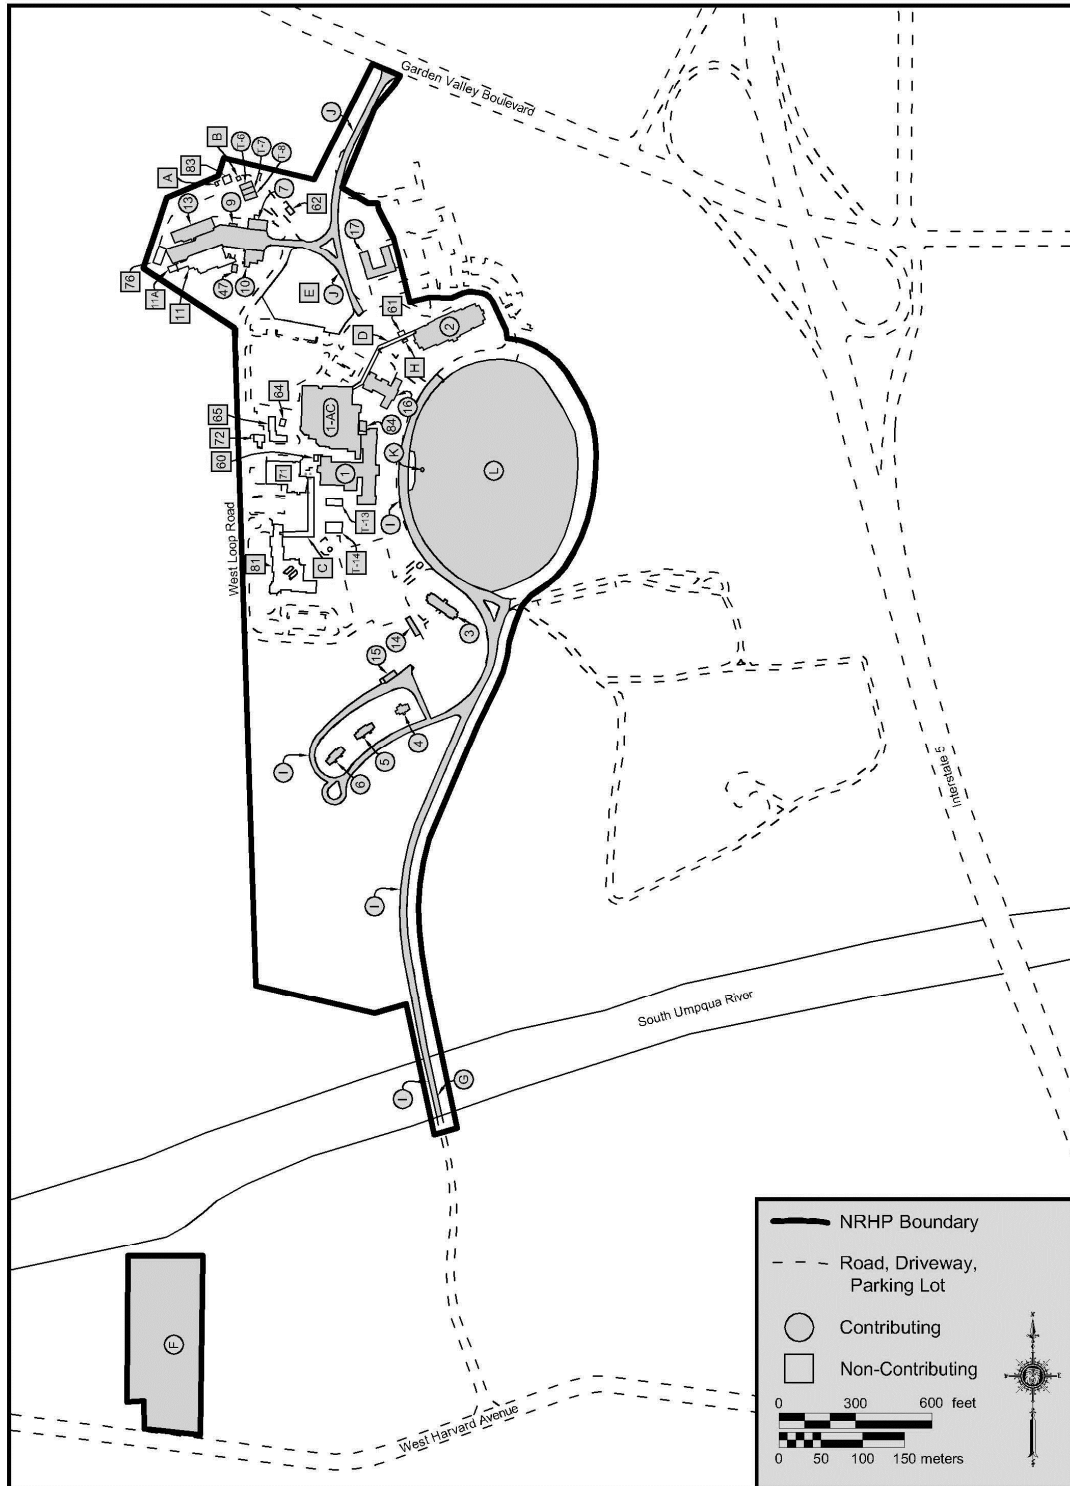 Garden Valley Boulevard
J
B
T-6
T-7
T-8
83
A
7
13
9
62
17
76
11A
11
47
10
E
J
61
D
2
H
64
65
1-AC
16
72
84
60
71
1
K
L
West Loop Road
T-13
I
81
C
T-14
3
14
15
4
I
5
6
Interstate 5
I
South Umpqua River
G
I
F
West Harvard Avenue
NRHP Boundary
Road, Driveway,
Parking Lot
Contributing
Non-Contributing
0 300 600 feet
0 50 100 150 meters
N
W
E
S